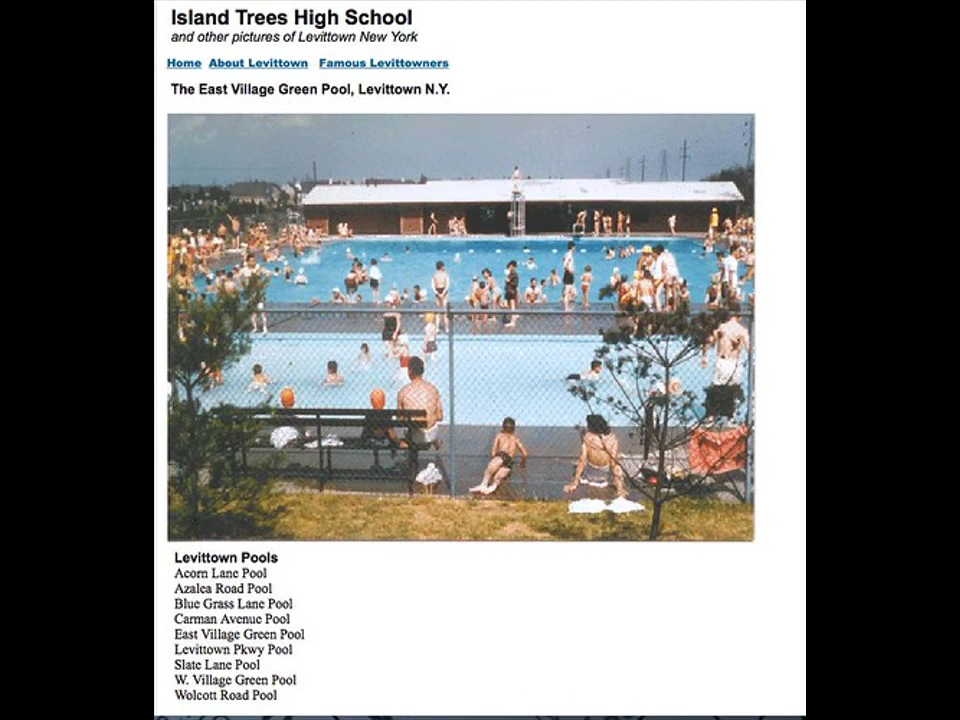 Island Trees High School
and other pictures of Levittown New York
Home About Levittown Famous Levittowners
The East Village Green Pool, Levittown N.Y.
Levittown Pools
Acorn Lane Pool
Azalea Road Pool
Blue Grass Lane Pool
Carman Avenue Pool
East Village Green Pool
Levittown Pkwy Pool
Slate Lane Pool
W. Village Green Pool
Wolcott Road Pool